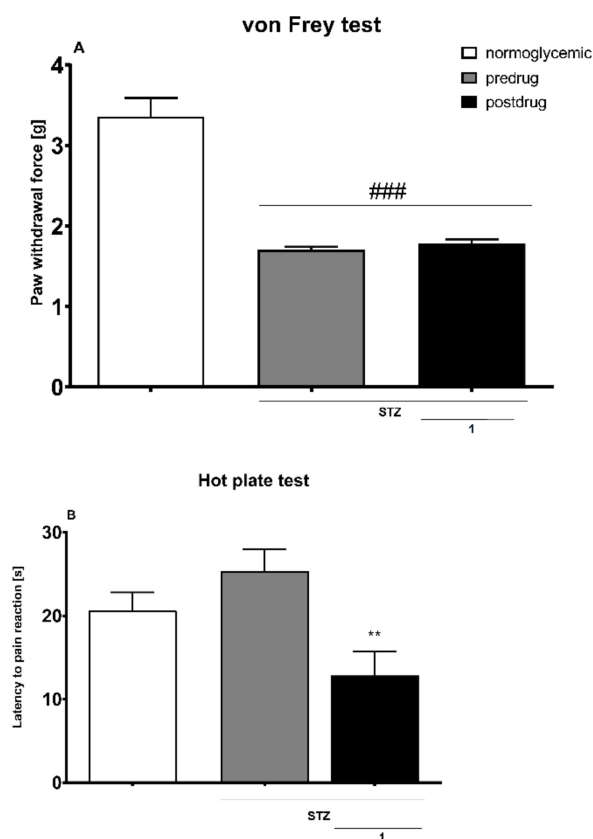 von Frey test
A
normoglycemic
predrug
postdrug
Paw withdrawal force [g]
4
3
2
1
0
###
STZ
1
Hot plate test
B
Latency to pain reaction [s]
30
20
10
0
**
STZ
1